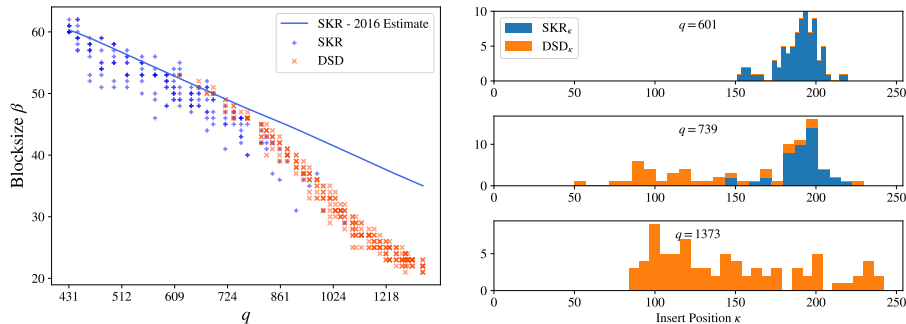 SKR - 2016 Estimate
SKR
DSD
60
50
40
30
20
Blocksize β
431 512 609 724 861 1024 1218
q
SKRκ
DSDκ
q = 601
10
5
0
0 50 100 150 200 250
q = 739
10
0
0 50 100 150 200 250
q = 1373
5
0
0 50 100 150 200 250
Insert Position κ